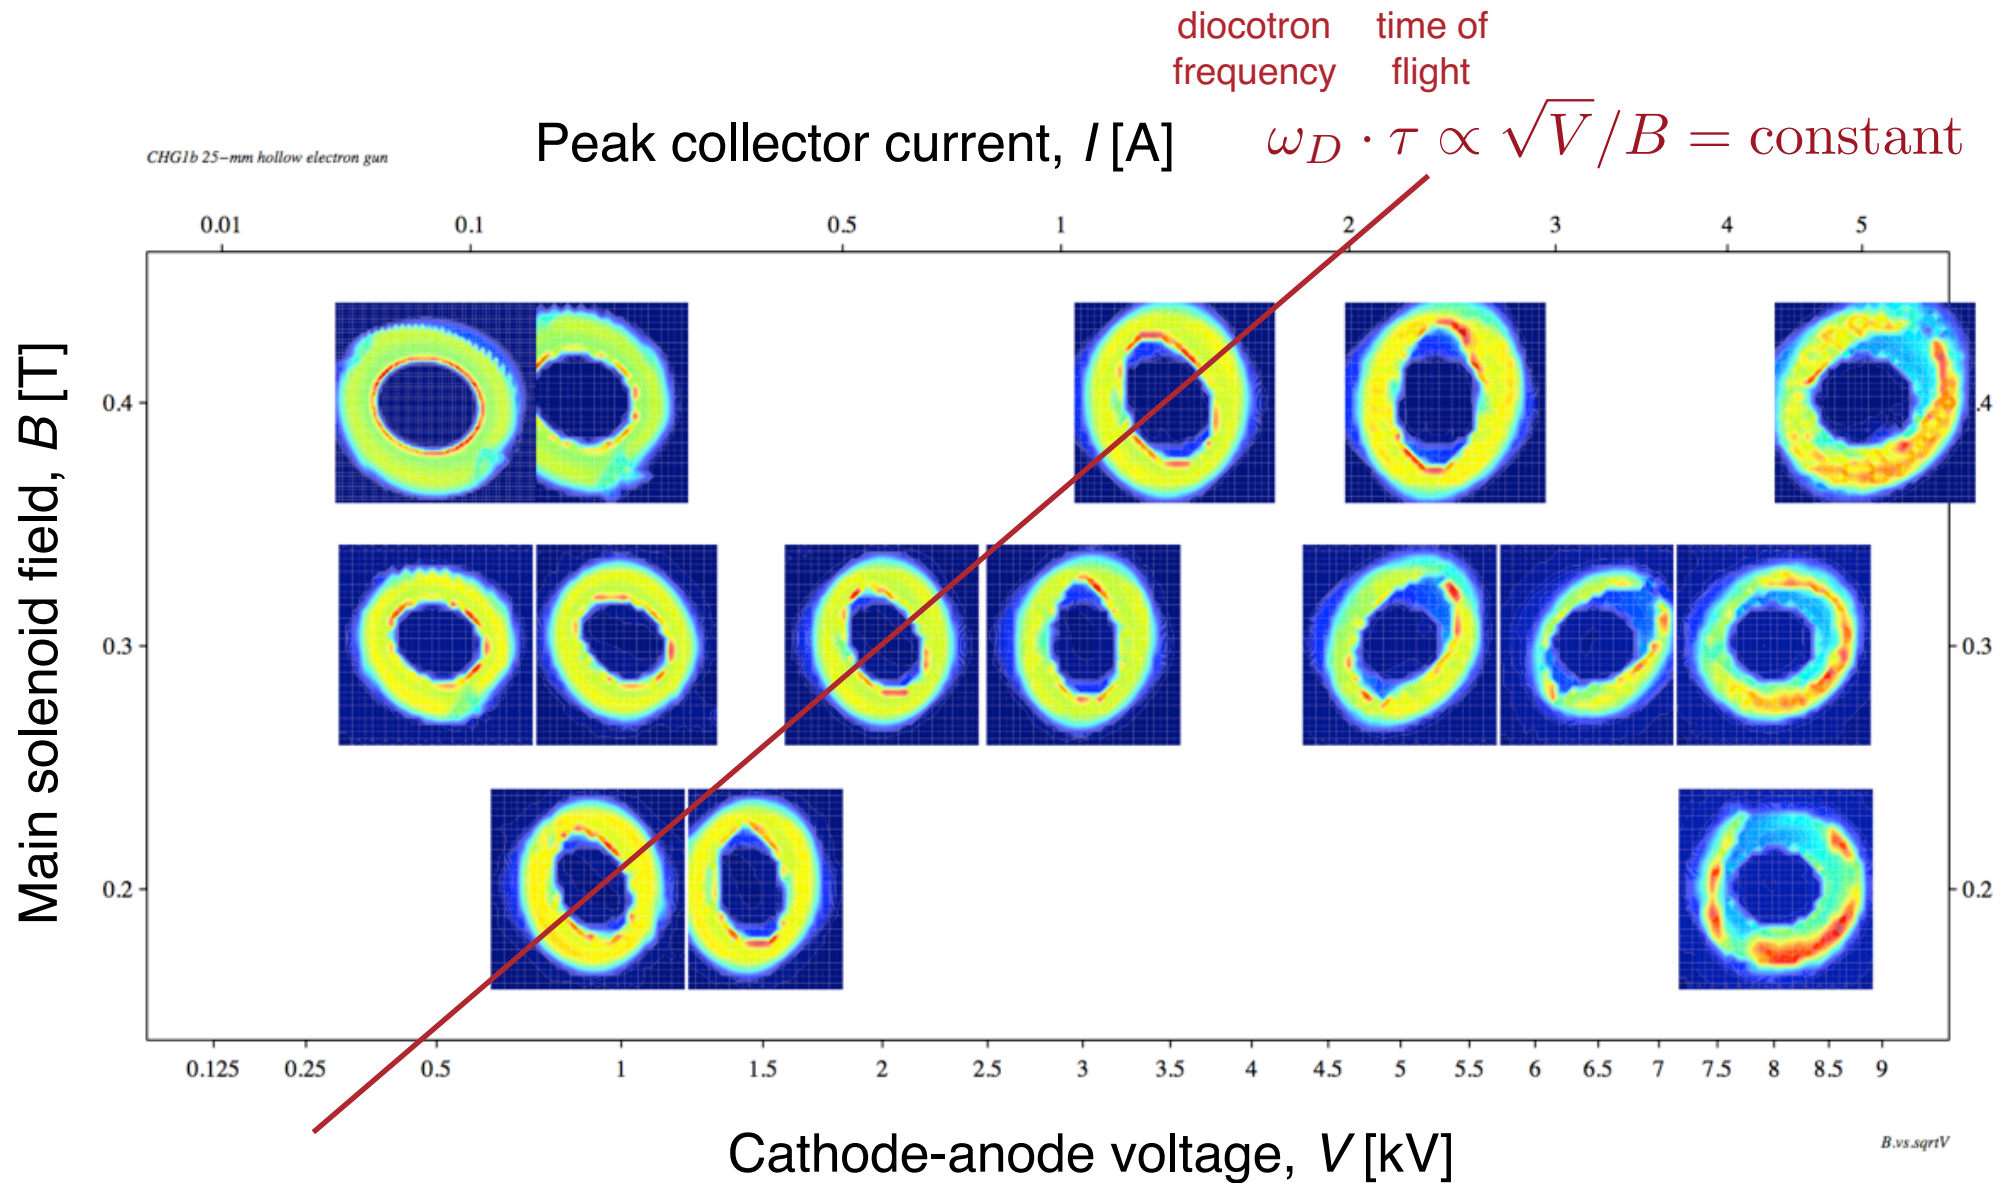 diocotron time of
frequency flight
Peak collector current, I [A]
ω_D · τ ∝ √V/B = constant
CHG1b 25−mm hollow electron gun
0.01 0.1 0.5 1 2 3 4 5
Main solenoid field, B [T]
0.4 .4
0.3 0.3
0.2 0.2
0.125 0.25 0.5 1 1.5 2 2.5 3 3.5 4 4.5 5 5.5 6 6.5 7 7.5 8 8.5 9
Cathode-anode voltage, V [kV]
B.vs.sqrtV